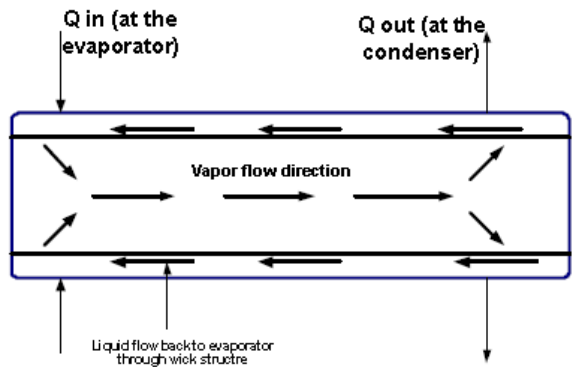 Q in (at the
evaporator)
Q out (at the
condenser)
Vapor flow direction
Liquid flow back to evaporator
through wick structre